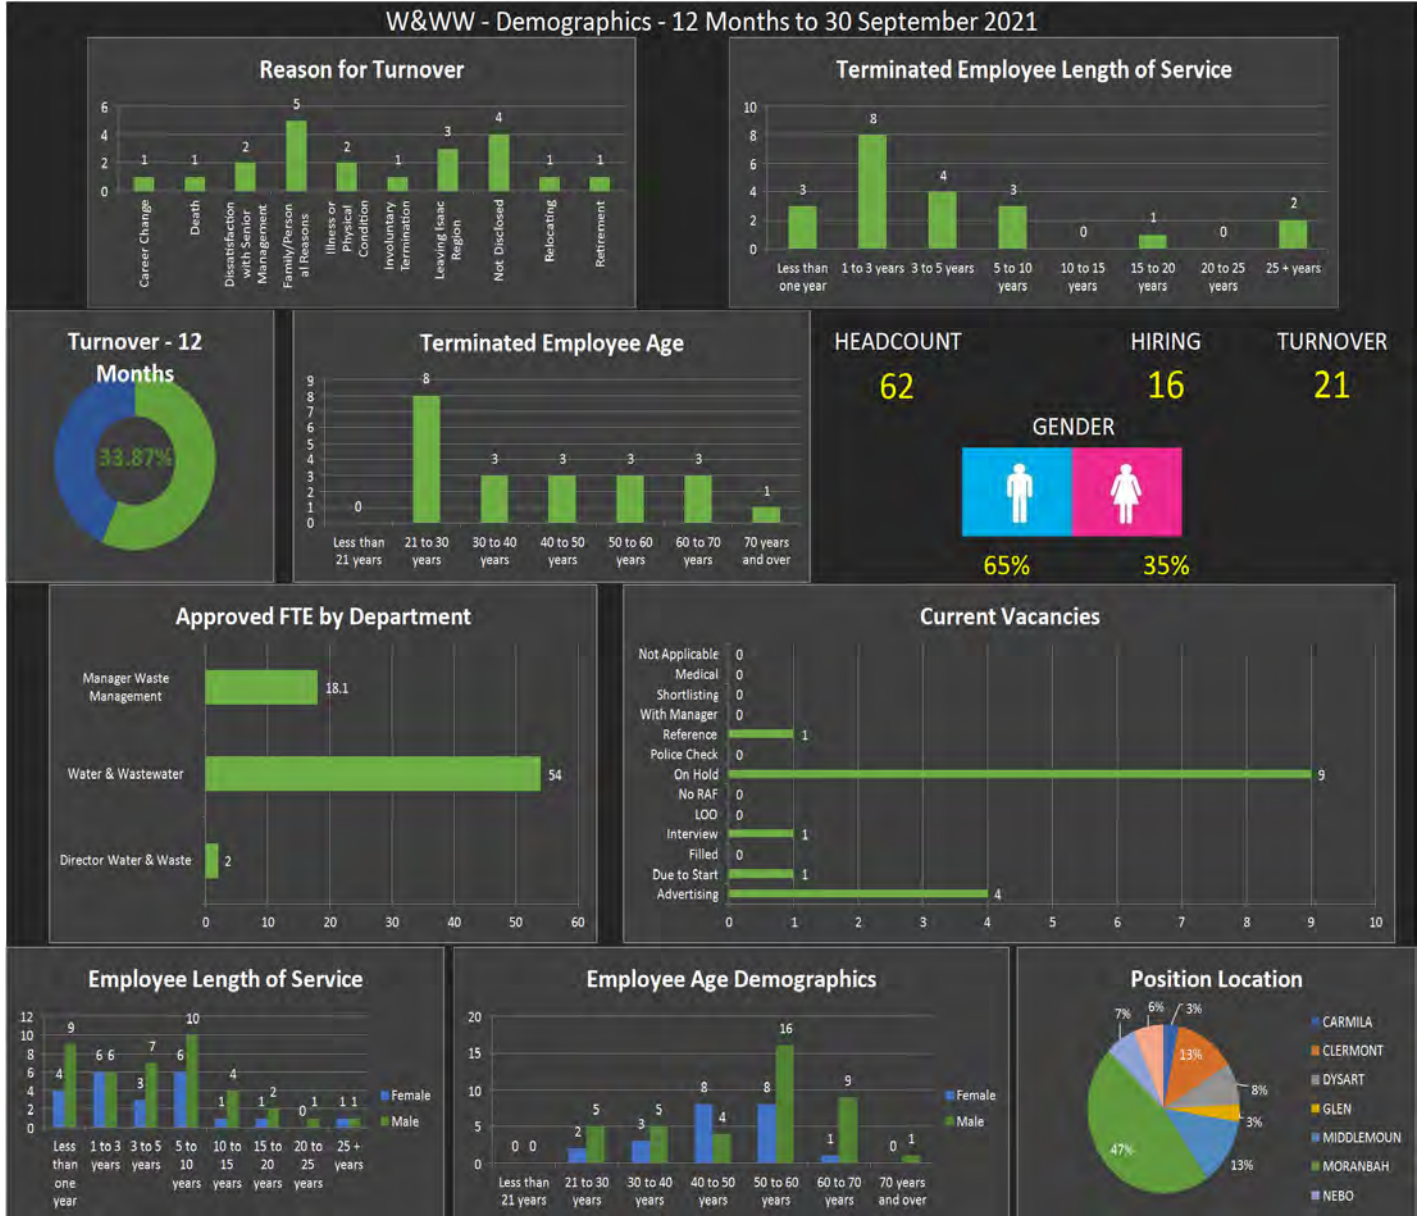 W&WW - Demographics - 12 Months to 30 September 2021
Reason for Turnover
6
4
2
0
1
1
2
5
2
1
3
4
1
1
Career Change
Death
Dissatisfaction
with Senior
Management
Family/Person
al Reasons
Illness or
Physical
Condition
Involuntary
Termination
Leaving Isaac
Region
Not Disclosed
Relocating
Retirement
Terminated Employee Length of Service
10
8
6
4
2
0
3
8
4
3
0
1
0
2
Less than
one year
1 to 3 years
3 to 5 years
5 to 10
years
10 to 15
years
15 to 20
years
20 to 25
years
25 + years
Turnover - 12
Months
33.87%
Terminated Employee Age
9
8
7
6
5
4
3
2
1
0
0
8
3
3
3
3
1
Less than
21 years
21 to 30
years
30 to 40
years
40 to 50
years
50 to 60
years
60 to 70
years
70 years
and over
HEADCOUNT
62
HIRING
16
TURNOVER
21
GENDER
65%
35%
Approved FTE by Department
Manager Waste
Management
18.1
Water & Wastewater
54
Director Water & Waste
2
0 10 20 30 40 50 60
Current Vacancies
Not Applicable 0
Medical 0
Shortlisting 0
With Manager 0
Reference 1
Police Check 0
On Hold 9
No RAF 0
LOO 0
Interview 1
Filled 0
Due to Start 1
Advertising 4
0 1 2 3 4 5 6 7 8 9 10
Employee Length of Service
12
10
8
6
4
2
0
4 9
6 6
3 7
6 10
1 4
1 2
0 1
1 1
Less
than
one
year
1 to 3
years
3 to 5
years
5 to
10
years
10 to
15
years
15 to
20
years
20 to
25
years
25 +
years
Female
Male
Employee Age Demographics
20
15
10
5
0
0 0
2 5
3 5
8 4
8 16
1 9
0 1
Less than
21 years
21 to 30
years
30 to 40
years
40 to 50
years
50 to 60
years
60 to 70
years
70 years
and over
Female
Male
Position Location
3%
13%
8%
3%
13%
47%
7%
6%
CARMILA
CLERMONT
DYSART
GLEN
MIDDLEMOUN
MORANBAH
NEBO